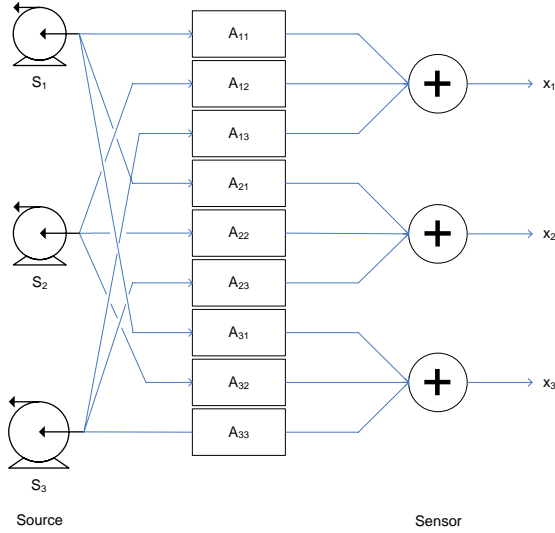 S₁
S₂
S₃
Source
A₁₁
A₁₂
A₁₃
A₂₁
A₂₂
A₂₃
A₃₁
A₃₂
A₃₃
+
+
+
x₁
x₂
x₃
Sensor